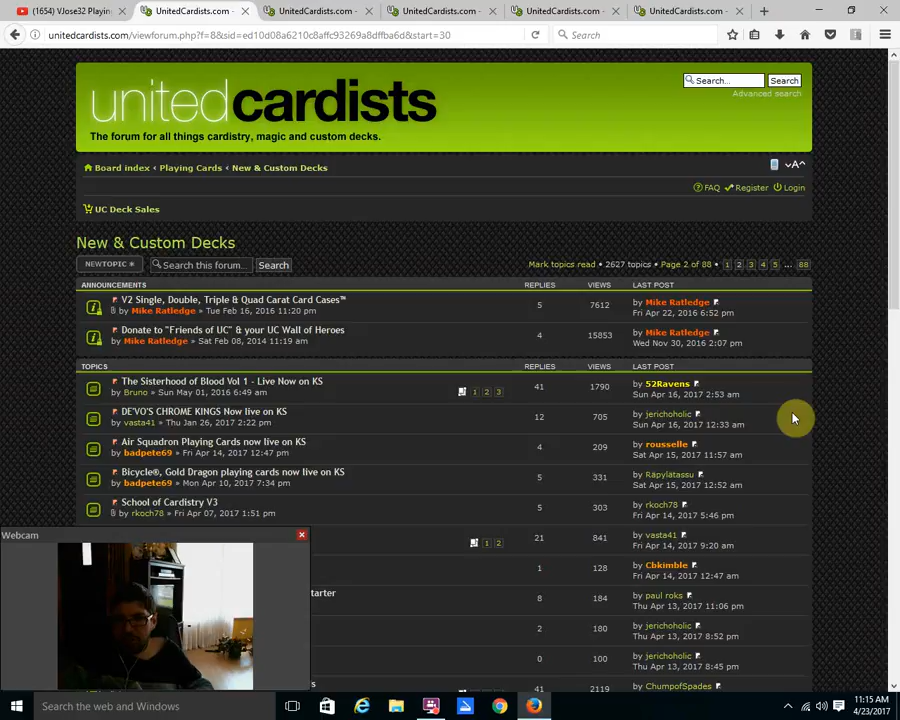 (1654) VJose32 Playing
UnitedCardists.com -
UnitedCardists.com -
UnitedCardists.com -
UnitedCardists.com -
UnitedCardists.com -
unitedcardists.com/viewforum.php?f=8&sid=ed10d08a6210c8affc93269a8dffba6d&start=30
Search
unitedcardists
The forum for all things cardistry, magic and custom decks.
Search...
Search
Advanced search
Board index ‹ Playing Cards ‹ New & Custom Decks
FAQ Register Login
UC Deck Sales
New & Custom Decks
NEWTOPIC * Search this forum... Search
Mark topics read • 2627 topics • Page 2 of 88 • 1 2 3 4 5 ... 88
ANNOUNCEMENTS REPLIES VIEWS LAST POST
V2 Single, Double, Triple & Quad Carat Card Cases™
by Mike Ratledge » Tue Feb 16, 2016 11:20 pm
5 7612
by Mike Ratledge
Fri Apr 22, 2016 6:52 pm
Donate to "Friends of UC" & your UC Wall of Heroes
by Mike Ratledge » Sat Feb 08, 2014 11:19 am
4 15853
by Mike Ratledge
Wed Nov 30, 2016 2:07 pm
TOPICS REPLIES VIEWS LAST POST
The Sisterhood of Blood Vol 1 - Live Now on KS
by Bruno » Sun May 01, 2016 6:49 am
1 2 3
41 1790
by 52Ravens
Sun Apr 16, 2017 2:53 am
DE'VO'S CHROME KINGS Now live on KS
by vasta41 » Thu Jan 26, 2017 2:22 pm
12 705
by jerichoholic
Sun Apr 16, 2017 12:33 am
Air Squadron Playing Cards now live on KS
by badpete69 » Fri Apr 14, 2017 12:47 pm
4 209
by rousselle
Sat Apr 15, 2017 11:57 am
Bicycle®, Gold Dragon playing cards now live on KS
by badpete69 » Mon Apr 10, 2017 7:34 pm
5 331
by Räpylätassu
Sat Apr 15, 2017 12:52 am
School of Cardistry V3
by rkoch78 » Fri Apr 07, 2017 1:51 pm
5 303
by rkoch78
Fri Apr 14, 2017 5:46 pm
1 2
21 841
by vasta41
Fri Apr 14, 2017 9:20 am
1 128
by Cbkimble
Fri Apr 14, 2017 12:47 am
tarter
8 184
by paul roks
Thu Apr 13, 2017 11:06 pm
2 180
by jerichoholic
Thu Apr 13, 2017 8:52 pm
0 100
by jerichoholic
Thu Apr 13, 2017 8:45 pm
s
41 2119
by ChumpofSpades
Webcam
Search the web and Windows
11:15 AM
4/23/2017